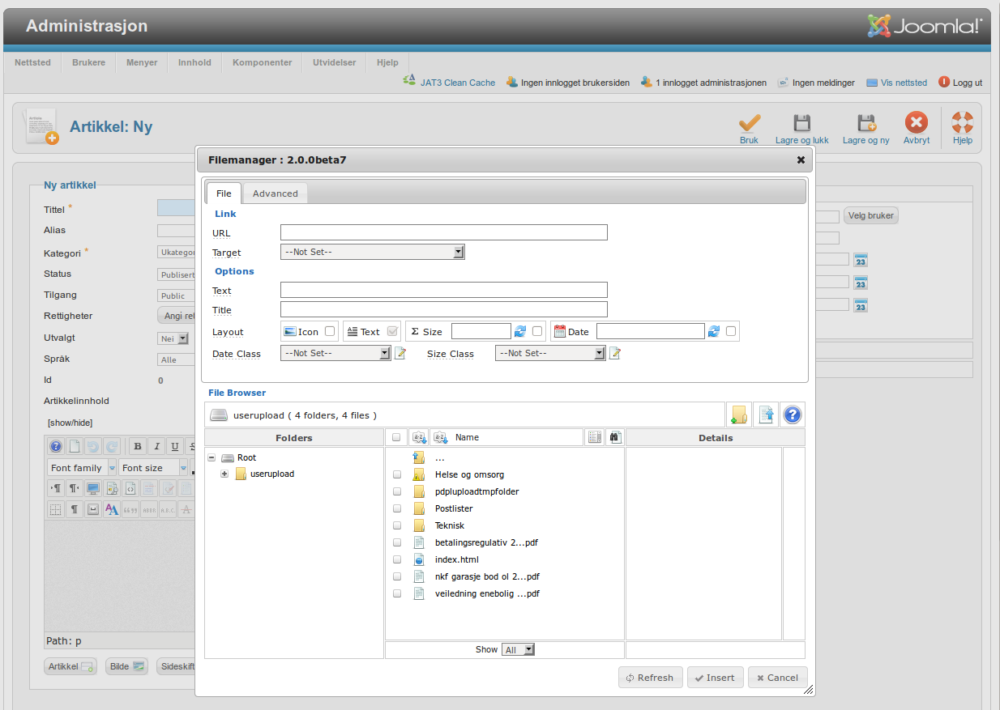 Administrasjon
Joomla!
Nettsted Brukere Menyer Innhold Komponenter Utvidelser Hjelp
JAT3 Clean Cache Ingen innlogget brukersiden 1 innlogget administrasjonen Ingen meldinger Vis nettsted Logg ut
Artikkel: Ny
Bruk Lagre og lukk Lagre og ny Avbryt Hjelp
Filemanager : 2.0.0beta7
File Advanced
Link
URL
Target --Not Set--
Options
Text
Title
Layout Icon Text Σ Size Date
Date Class --Not Set-- Size Class --Not Set--
File Browser
userupload ( 4 folders, 4 files )
Folders Name Details
Root
userupload
...
Helse og omsorg
pdpluploadtmpfolder
Postlister
Teknisk
betalingsregulativ 2...pdf
index.html
nkf garasje bod ol 2...pdf
veiledning enebolig ...pdf
Show All
Refresh Insert Cancel
Ny artikkel
Tittel *
Alias
Kategori * Ukategor
Status Publisert
Tilgang Public
Rettigheter Angi rel
Utvalgt Nei
Språk Alle
Id 0
Artikkelinnhold
[show/hide]
B I U S
Font family Font size
Path: p
Artikkel Bilde Sideskift
Velg bruker
23
23
23